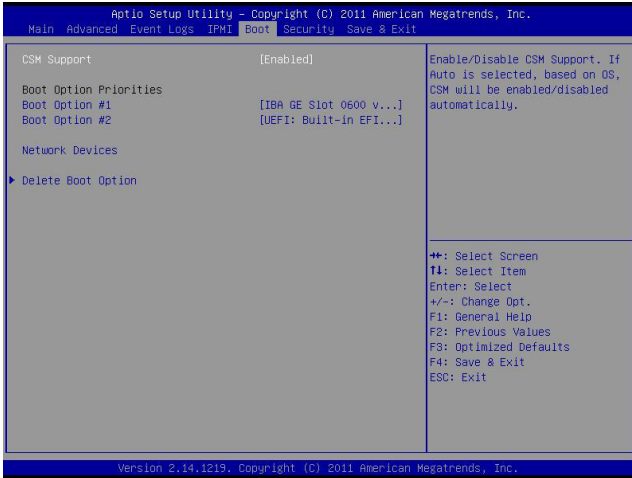 Aptio Setup Utility – Copyright (C) 2011 American Megatrends, Inc.
Main Advanced Event Logs IPMI Boot Security Save & Exit
CSM Support [Enabled]
Boot Option Priorities
Boot Option #1 [IBA GE Slot 0600 v...]
Boot Option #2 [UEFI: Built-in EFI...]
Network Devices
Delete Boot Option
Enable/Disable CSM Support. If
Auto is selected, based on OS,
CSM will be enabled/disabled
automatically.
→←: Select Screen
↑↓: Select Item
Enter: Select
+/-: Change Opt.
F1: General Help
F2: Previous Values
F3: Optimized Defaults
F4: Save & Exit
ESC: Exit
Version 2.14.1219. Copyright (C) 2011 American Megatrends, Inc.